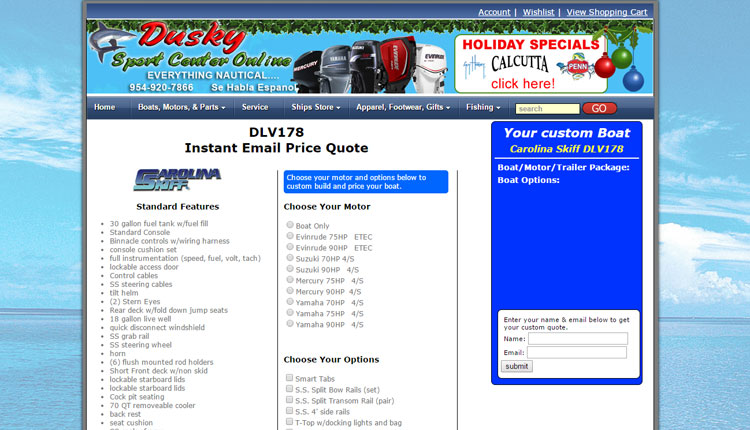 Account | Wishlist | View Shopping Cart
Dusky
Sport Center Online
EVERYTHING NAUTICAL....
954-920-7866 Se Habla Espanol
MERCURY
EVINRUDE
HOLIDAY SPECIALS
CALCUTTA
PENN
click here!
Home Boats, Motors, & Parts Service Ships Store Apparel, Footwear, Gifts Fishing search GO
DLV178
Instant Email Price Quote
CAROLINA
SKIFF
Standard Features
30 gallon fuel tank w/fuel fill
Standard Console
Binnacle controls w/wiring harness
console cushion set
full instrumentation (speed, fuel, volt, tach)
lockable access door
Control cables
SS steering cables
tilt helm
(2) Stern Eyes
Rear deck w/fold down jump seats
18 gallon live well
quick disconnect windshield
SS grab rail
SS steering wheel
horn
(6) flush mounted rod holders
Short Front deck w/non skid
lockable starboard lids
lockable starboard lids
Cock pit seating
70 QT removeable cooler
back rest
seat cushion
Choose your motor and options below to
custom build and price your boat.
Choose Your Motor
Boat Only
Evinrude 75HP ETEC
Evinrude 90HP ETEC
Suzuki 70HP 4/S
Suzuki 90HP 4/S
Mercury 75HP 4/S
Mercury 90HP 4/S
Yamaha 70HP 4/S
Yamaha 75HP 4/S
Yamaha 90HP 4/S
Choose Your Options
Smart Tabs
S.S. Split Bow Rails (set)
S.S. Split Transom Rail (pair)
S.S. 4' side rails
T-Top w/docking lights and bag
Your custom Boat
Carolina Skiff DLV178
Boat/Motor/Trailer Package:
Boat Options:
Enter your name & email below to get
your custom quote.
Name:
Email:
submit